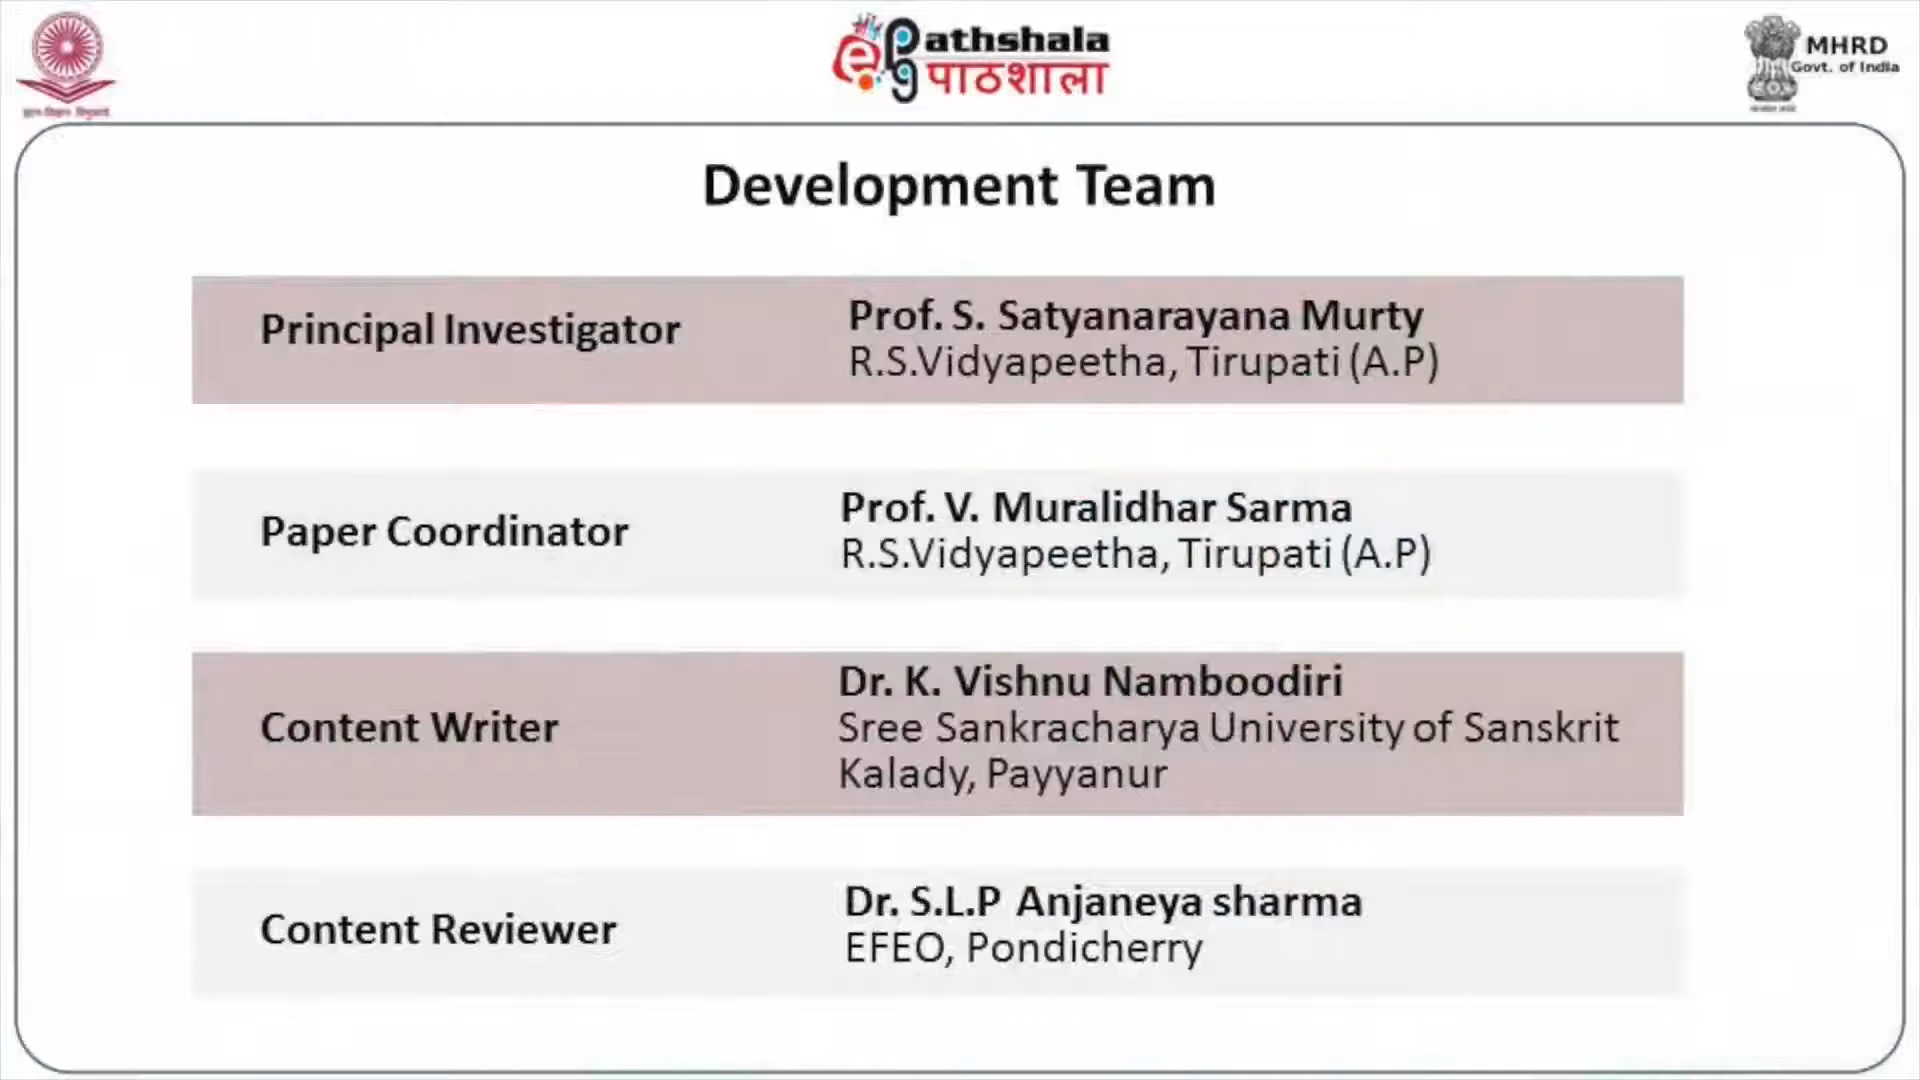 ePG Pathshala
पाठशाला
MHRD
Govt. of India
Development Team
Principal Investigator
Prof. S. Satyanarayana Murty
R.S.Vidyapeetha, Tirupati (A.P)
Paper Coordinator
Prof. V. Muralidhar Sarma
R.S.Vidyapeetha, Tirupati (A.P)
Content Writer
Dr. K. Vishnu Namboodiri
Sree Sankracharya University of Sanskrit
Kalady, Payyanur
Content Reviewer
Dr. S.L.P Anjaneya sharma
EFEO, Pondicherry